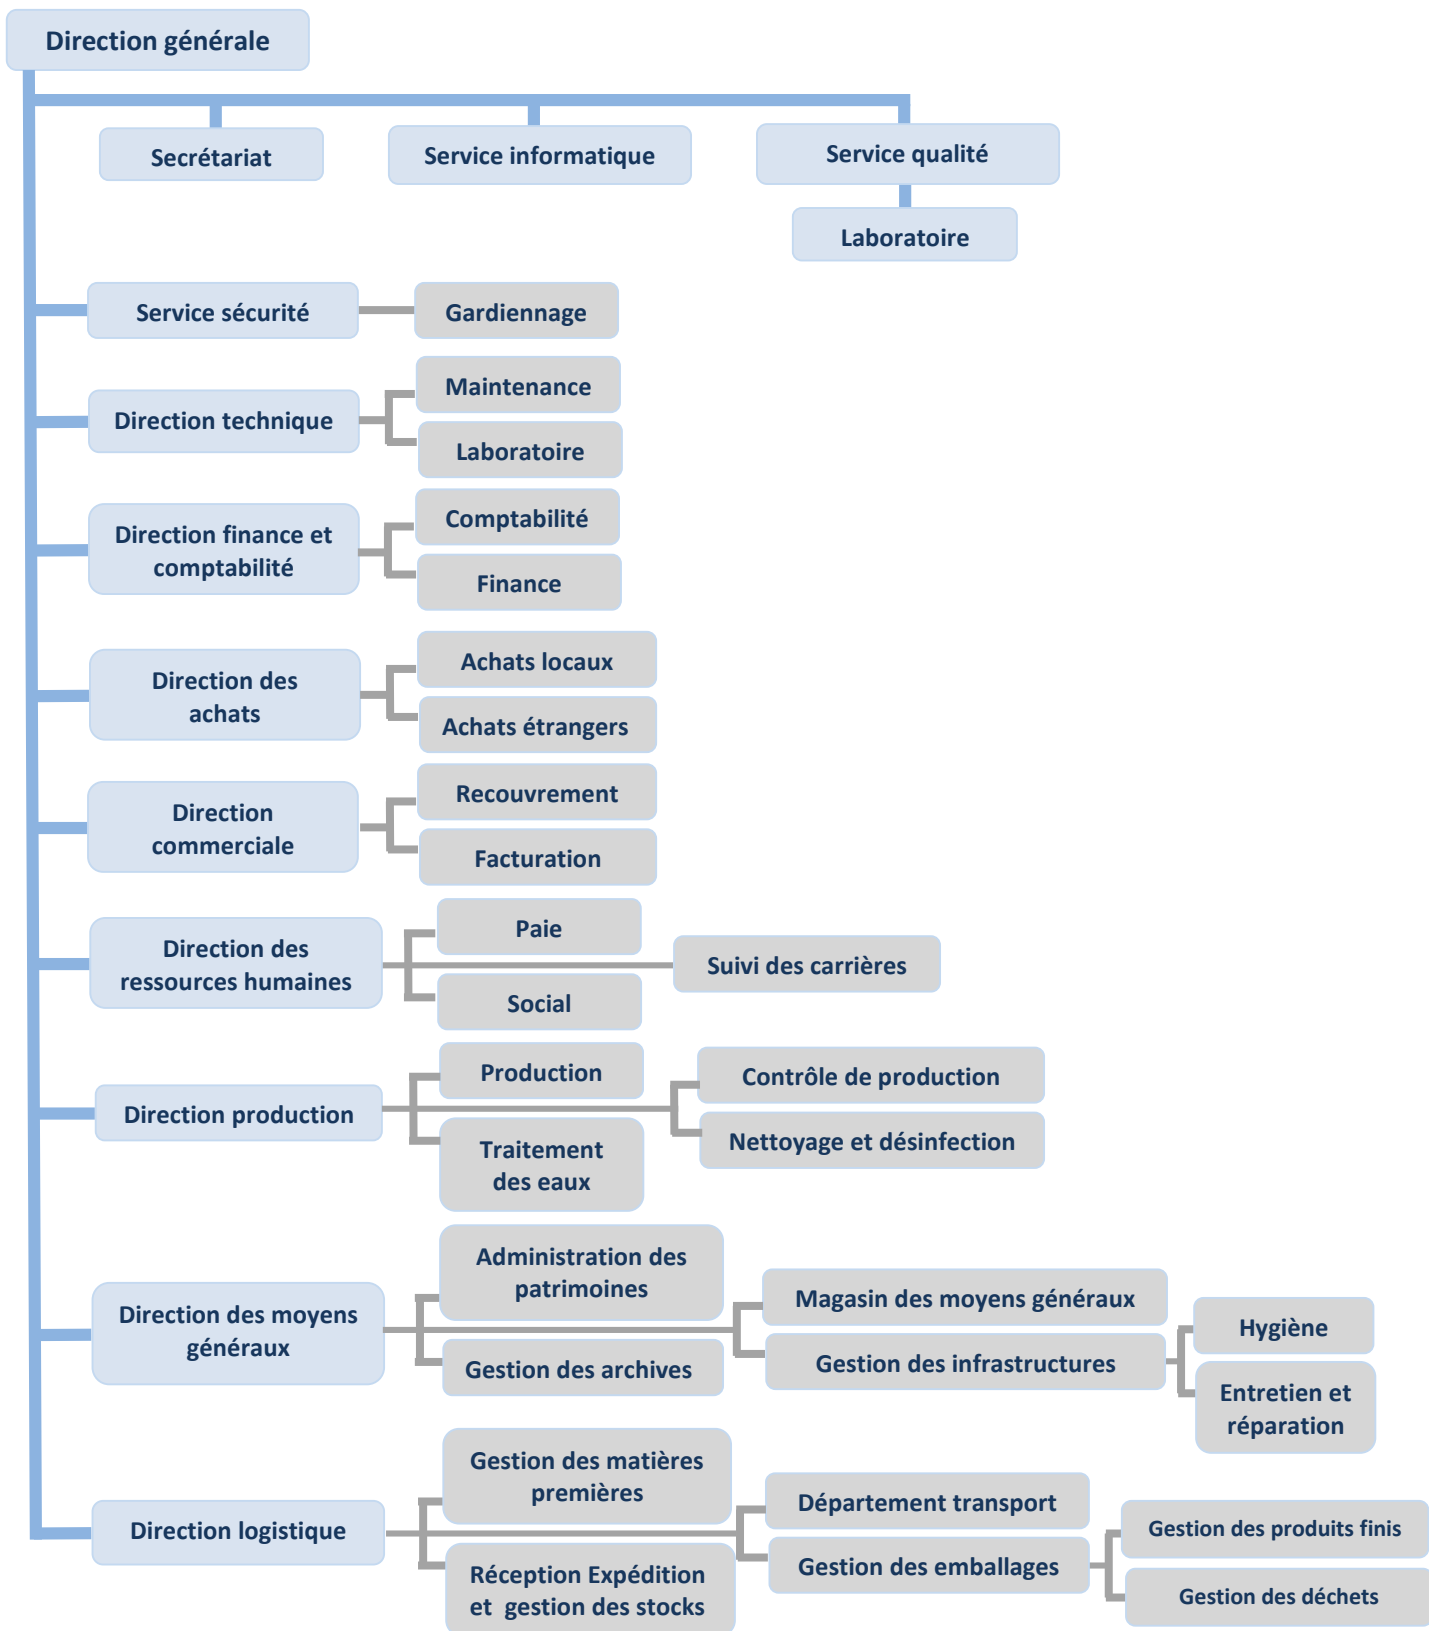 Direction générale
Secrétariat
Service informatique
Service qualité
Laboratoire
Service sécurité
Gardiennage
Direction technique
Maintenance
Laboratoire
Direction finance et
comptabilité
Comptabilité
Finance
Direction des
achats
Achats locaux
Achats étrangers
Direction
commerciale
Recouvrement
Facturation
Direction des
ressources humaines
Paie
Social
Suivi des carrières
Direction production
Production
Traitement
des eaux
Contrôle de production
Nettoyage et désinfection
Direction des moyens
généraux
Administration des
patrimoines
Gestion des archives
Magasin des moyens généraux
Gestion des infrastructures
Hygiène
Entretien et
réparation
Direction logistique
Gestion des matières
premières
Réception Expédition
et gestion des stocks
Département transport
Gestion des emballages
Gestion des produits finis
Gestion des déchets